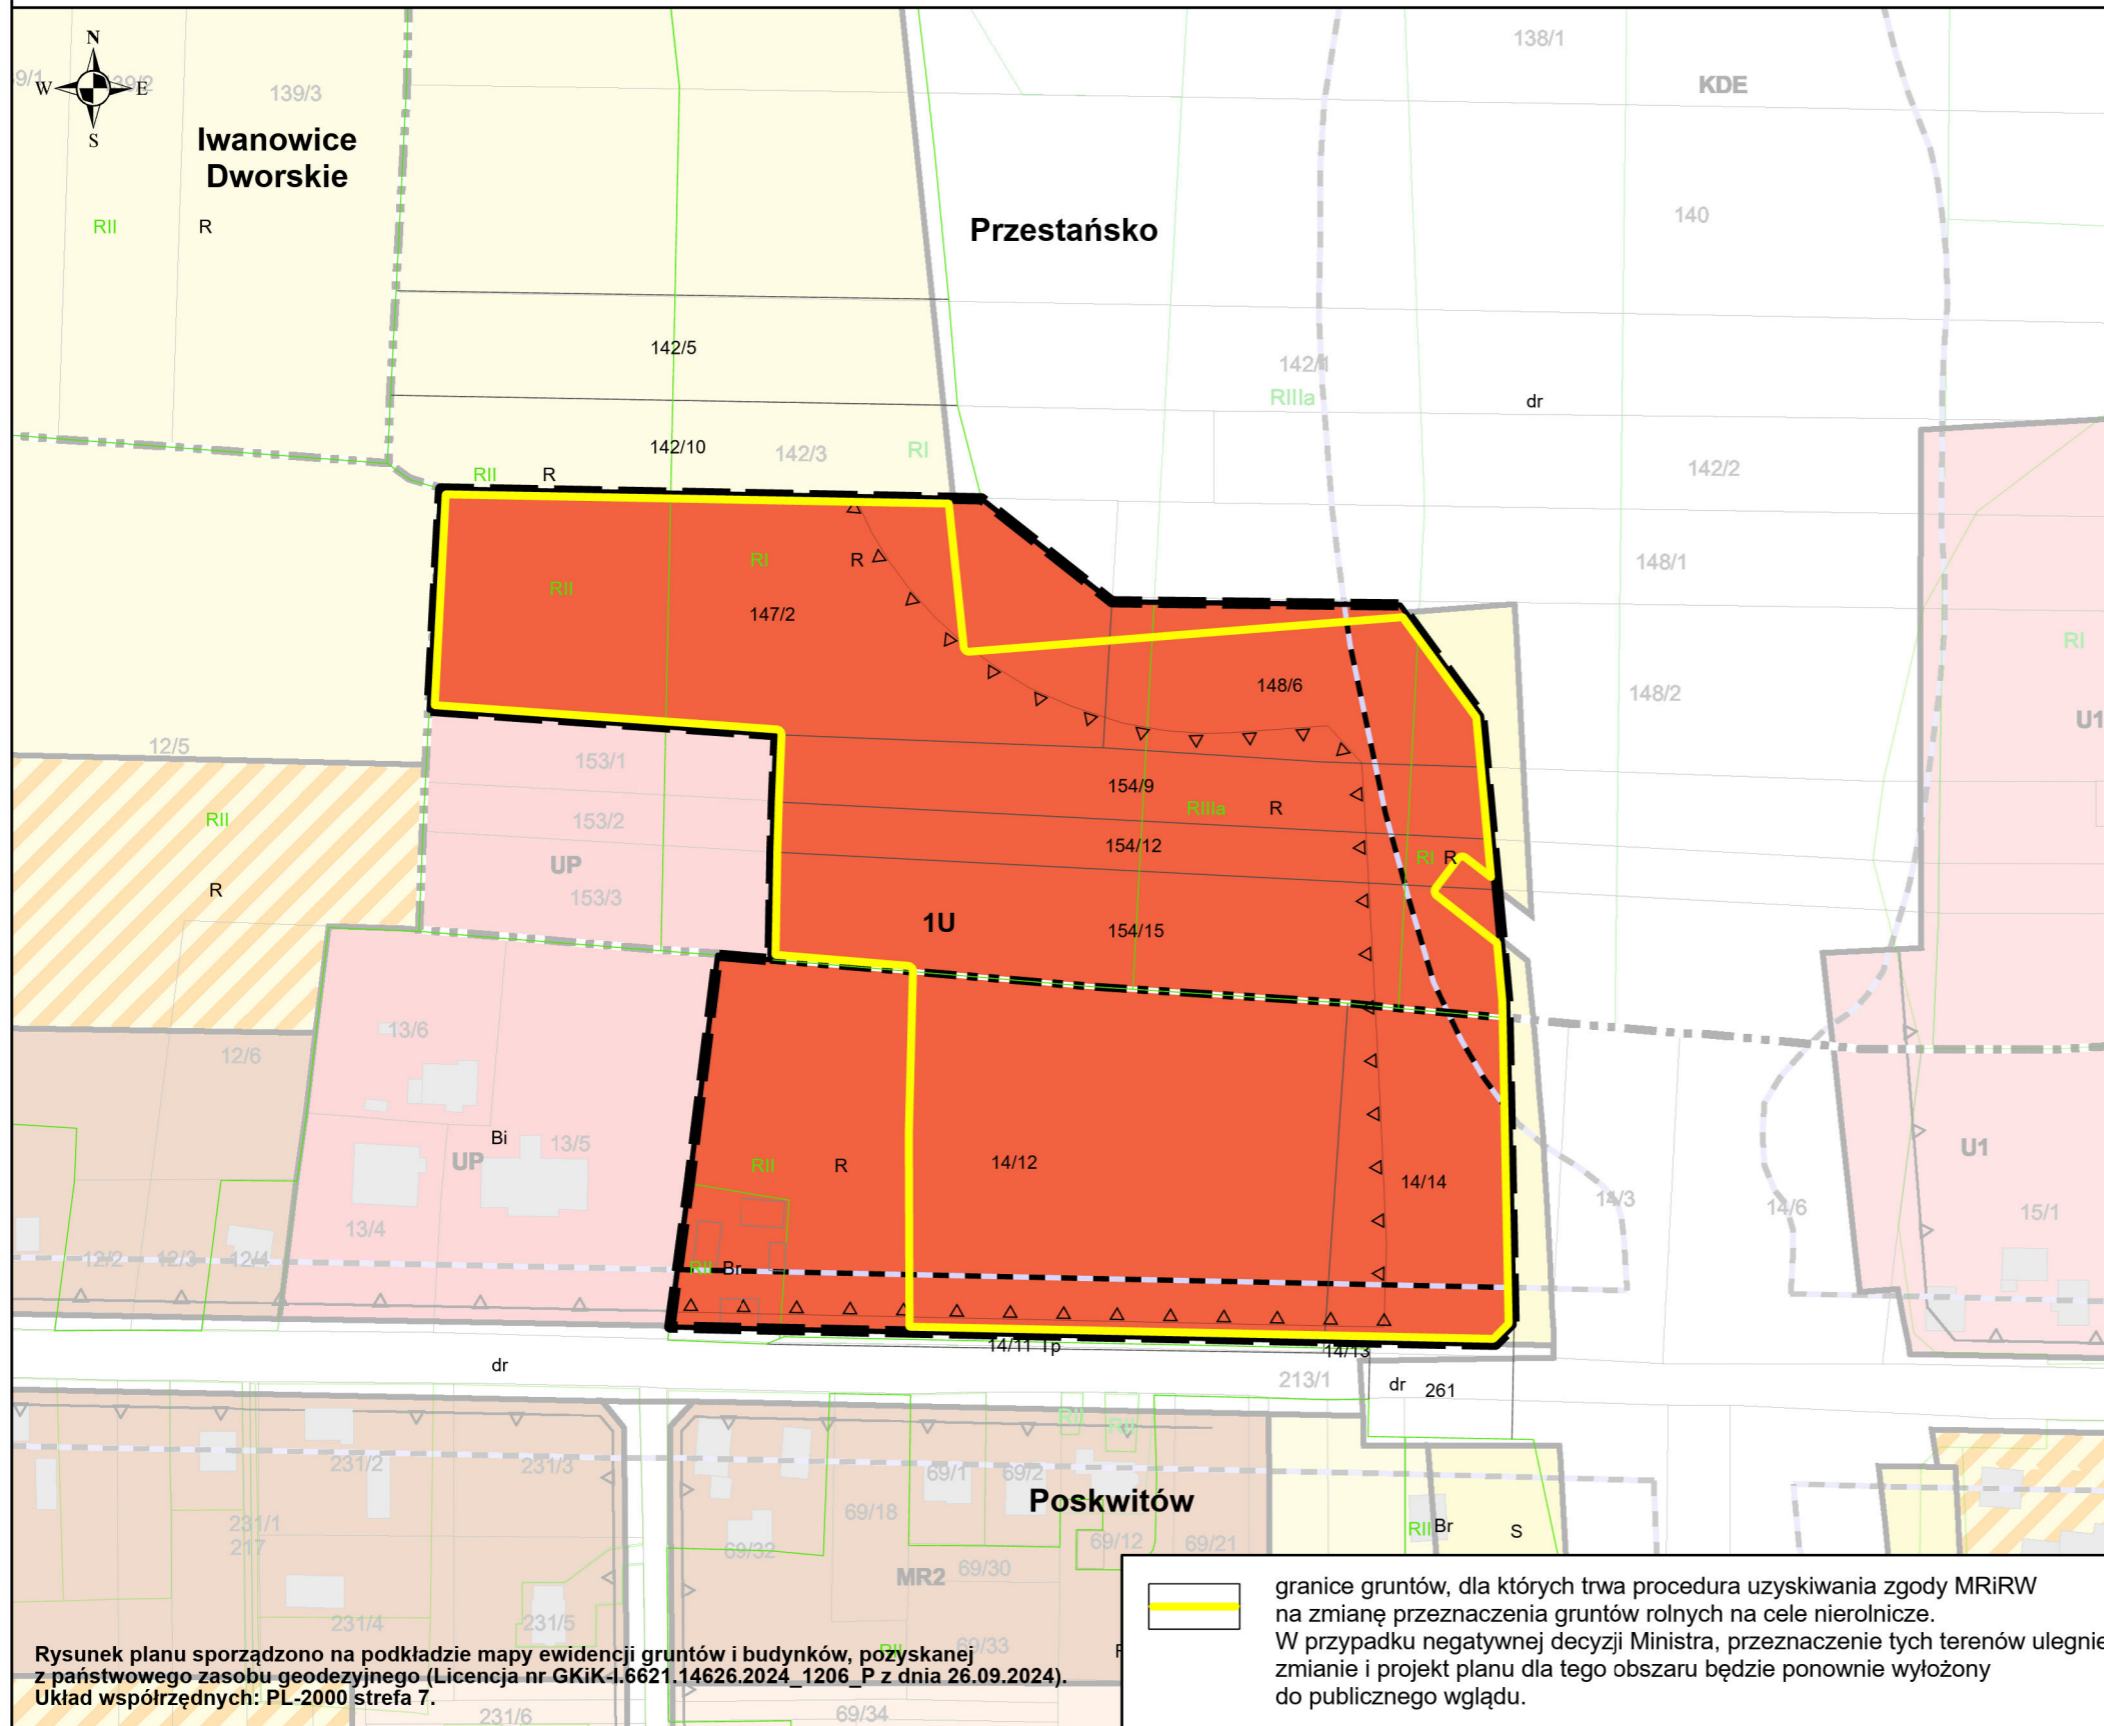 138/1
N
KDE
9/1
W
39/2
E
139/3
S
Iwanowice
Dworskie
140
RII
R
Przestańsko
142/5
142/1
RIIIa
dr
142/10
142/3
RI
142/2
RII
R
RI
R
148/1
RII
147/2
RI
148/6
148/2
U1
12/5
153/1
154/9
RIIIa
R
RII
153/2
154/12
RI
R
UP
R
153/3
1U
154/15
13/6
12/6
Bi
13/5
UP
RII
R
14/12
14/14
U1
14/3
14/6
15/1
13/4
12/2
12/3
12/4
RII
Br
14/11
Tp
14/13
dr
213/1
dr
261
RII
RII
231/2
231/3
69/1
69/2
Poskwitów
69/18
231/1
217
69/32
69/12
69/21
RII
Br
S
MR2
69/30
231/4
231/5
RII
69/33
granice gruntów, dla których trwa procedura uzyskiwania zgody MRiRW
na zmianę przeznaczenia gruntów rolnych na cele nierolnicze.
W przypadku negatywnej decyzji Ministra, przeznaczenie tych terenów ulegnie
zmianie i projekt planu dla tego obszaru będzie ponownie wyłożony
do publicznego wglądu.
Rysunek planu sporządzono na podkładzie mapy ewidencji gruntów i budynków, pozyskanej
z państwowego zasobu geodezyjnego (Licencja nr GKiK-I.6621.14626.2024_1206_P z dnia 26.09.2024).
Układ współrzędnych: PL-2000 strefa 7.
231/6
69/34